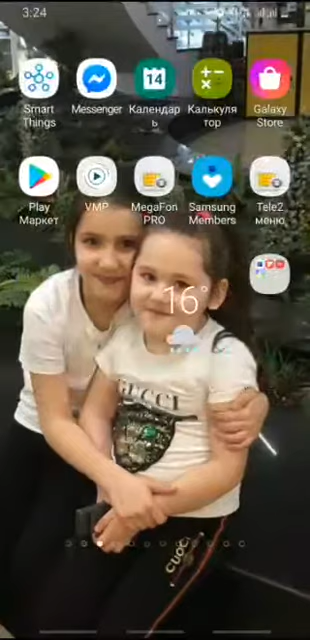 3:24
Smart
Things
Messenger
Календар
ь
14
Калькуля
тор
Galaxy
Store
Play
Маркет
VMP
MegaFon
PRO
Samsung
Members
Tele2
меню
16°
GUCCI